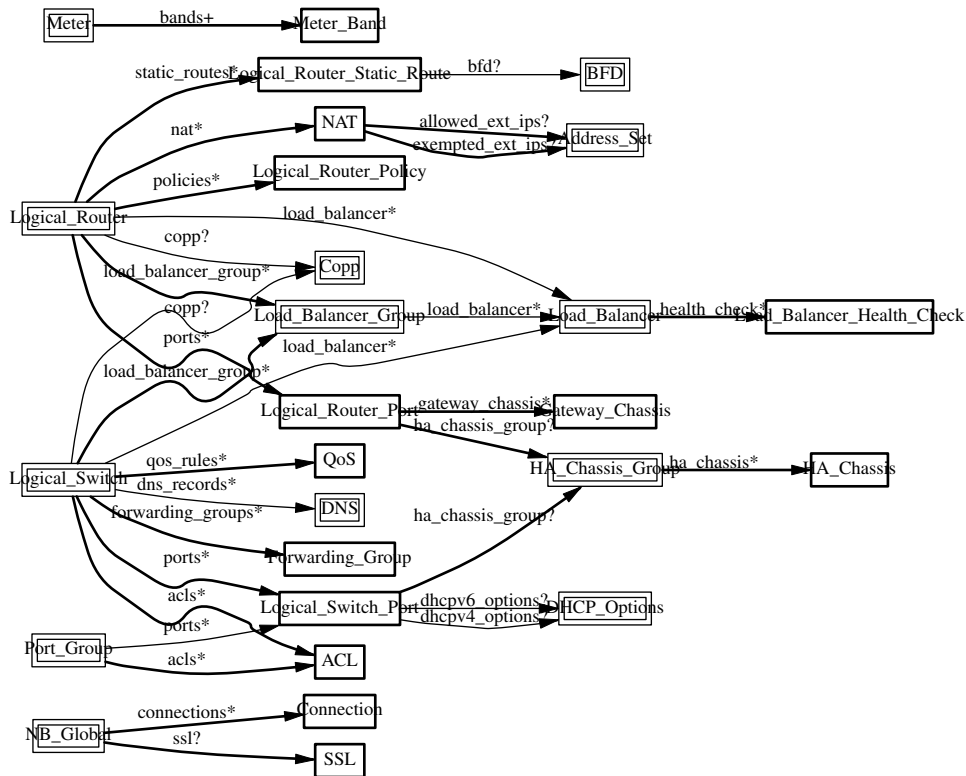 Meter
bands+
Meter_Band
static_routes*
Logical_Router_Static_Route
bfd?
BFD
nat*
NAT
allowed_ext_ips?
exempted_ext_ips?
Address_Set
policies*
Logical_Router_Policy
Logical_Router
load_balancer*
copp?
Copp
load_balancer_group*
Load_Balancer_Group
load_balancer*
Load_Balancer
health_check*
Load_Balancer_Health_Check
copp?
ports*
load_balancer*
load_balancer_group*
Logical_Router_Port
gateway_chassis*
Gateway_Chassis
ha_chassis_group?
Logical_Switch
qos_rules*
QoS
HA_Chassis_Group
ha_chassis*
HA_Chassis
dns_records*
DNS
forwarding_groups*
ha_chassis_group?
Forwarding_Group
ports*
acls*
Logical_Switch_Port
dhcpv6_options?
dhcpv4_options?
DHCP_Options
ports*
Port_Group
acls*
ACL
connections*
Connection
NB_Global
ssl?
SSL